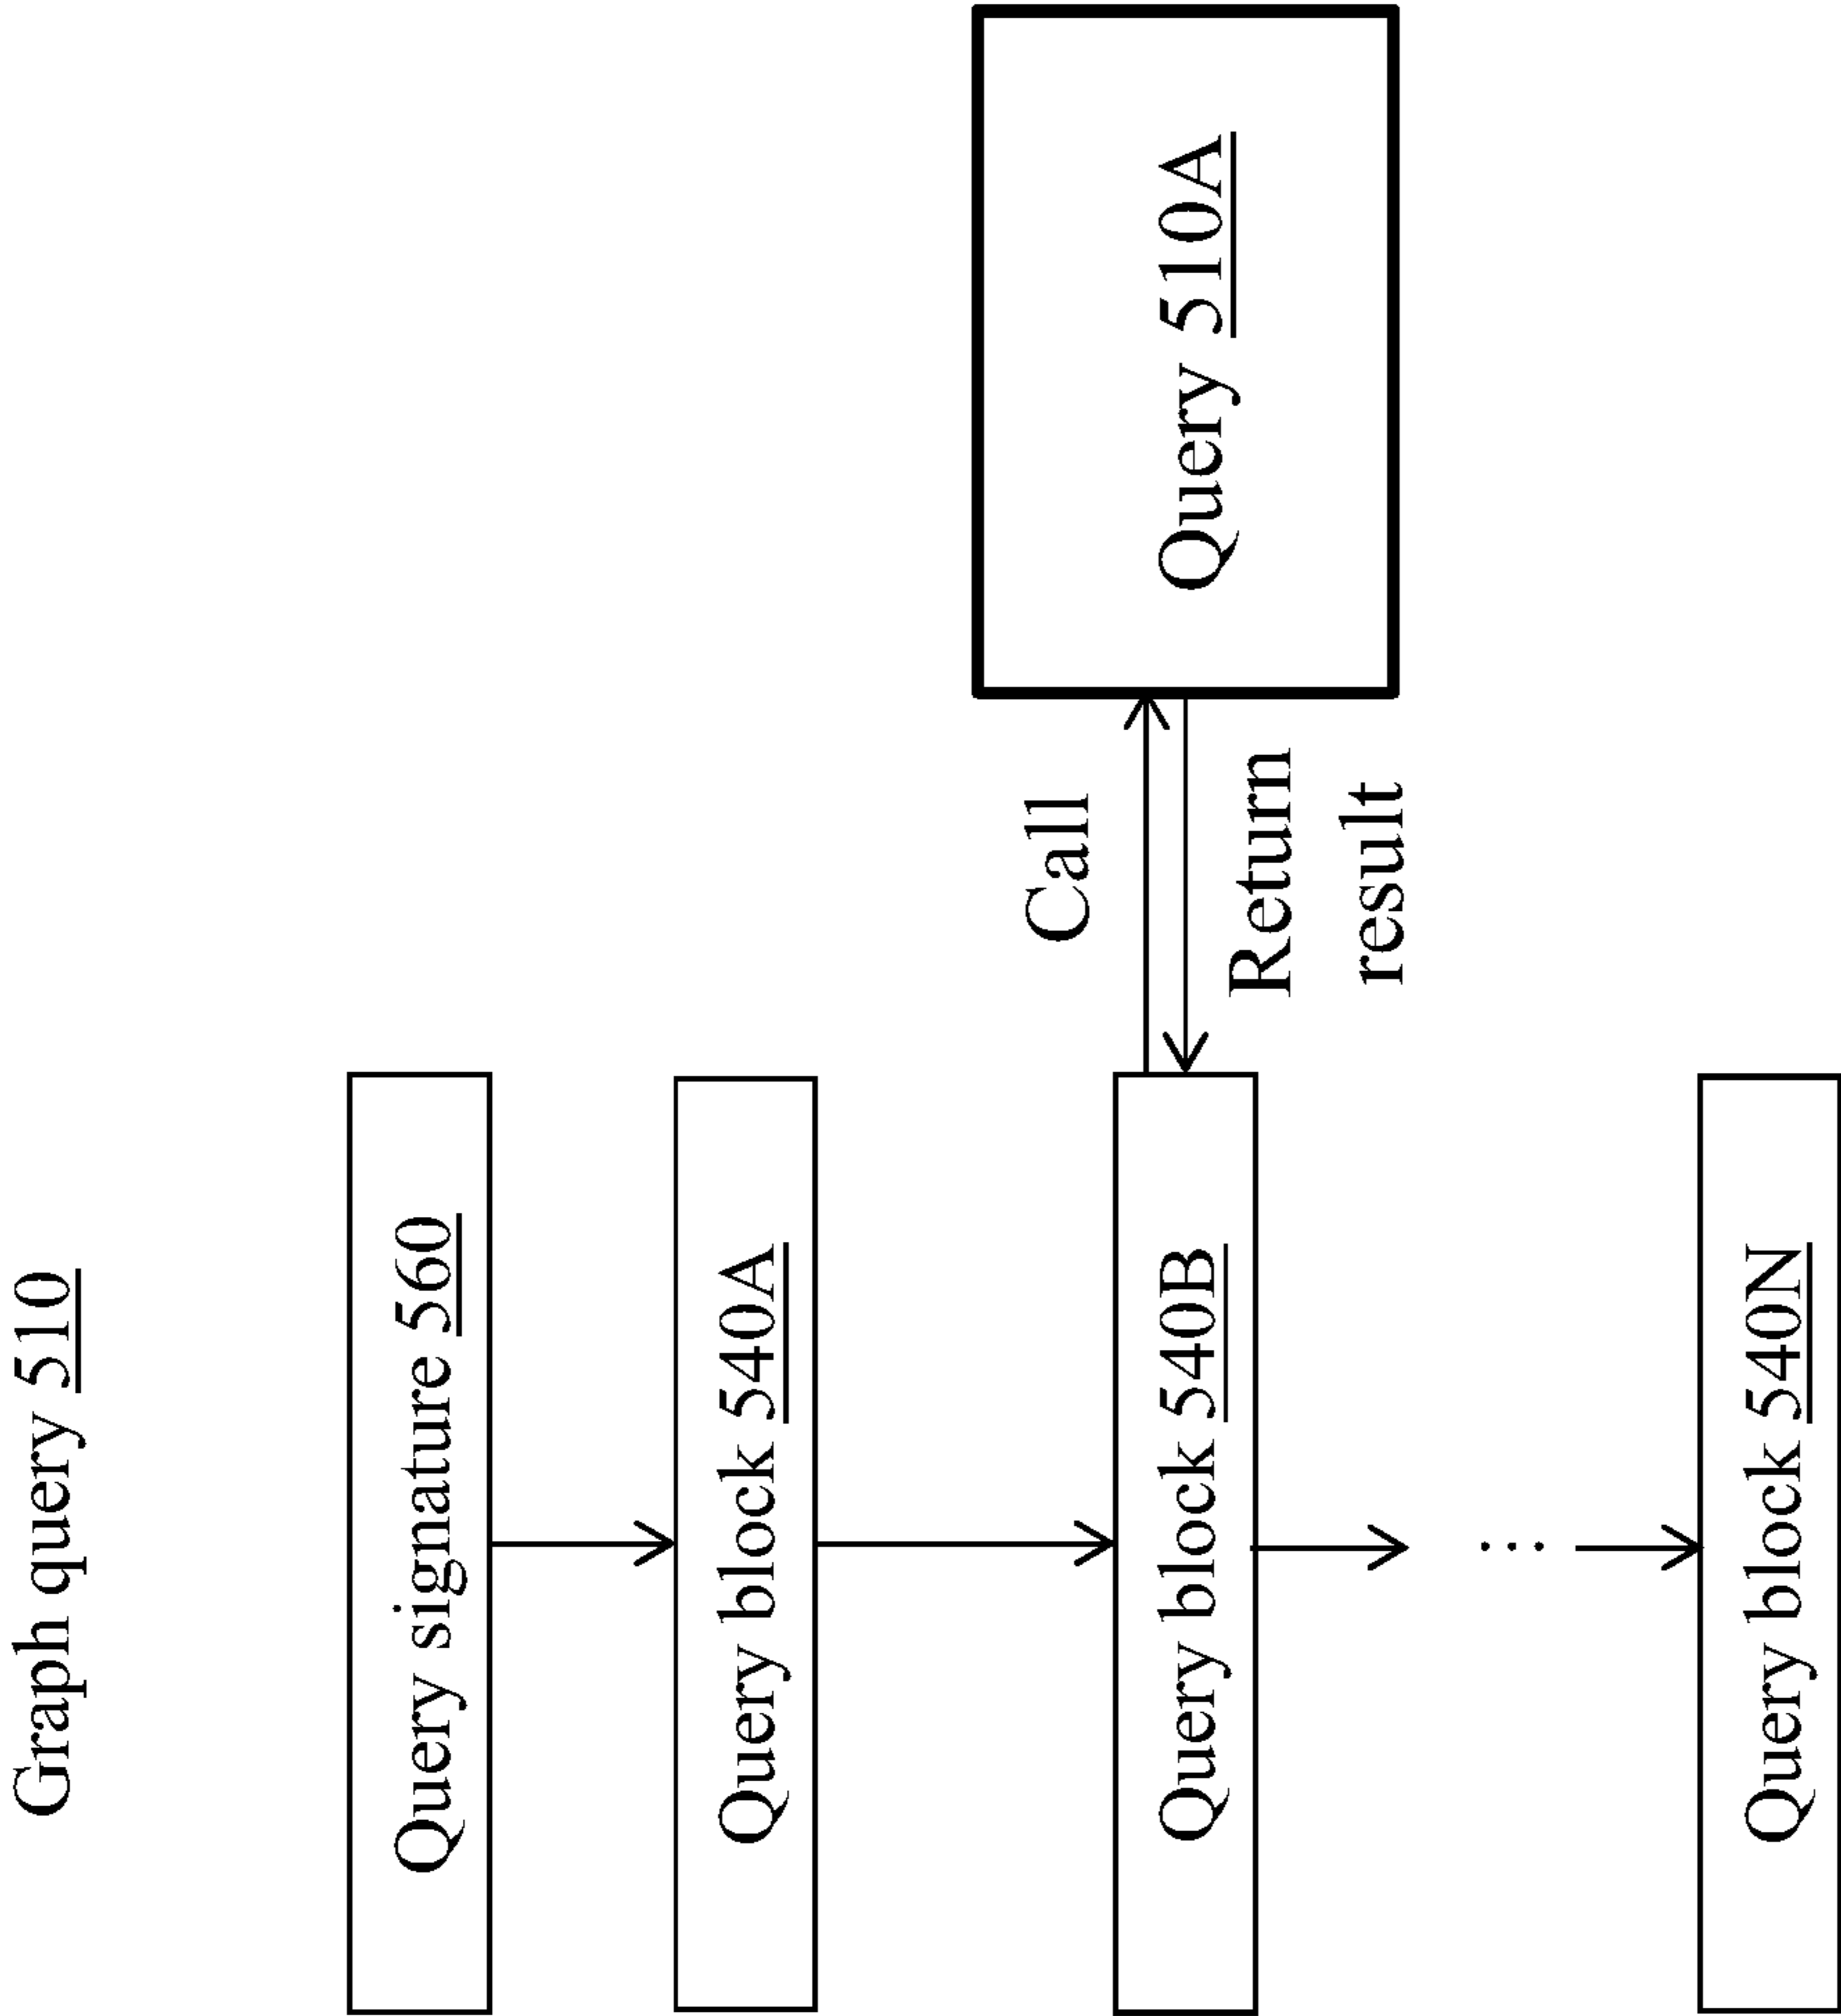 Graph query 510
Query signature 560
Query block 540A
Query block 540B
Call
Return
result
Query 510A
...
Query block 540N